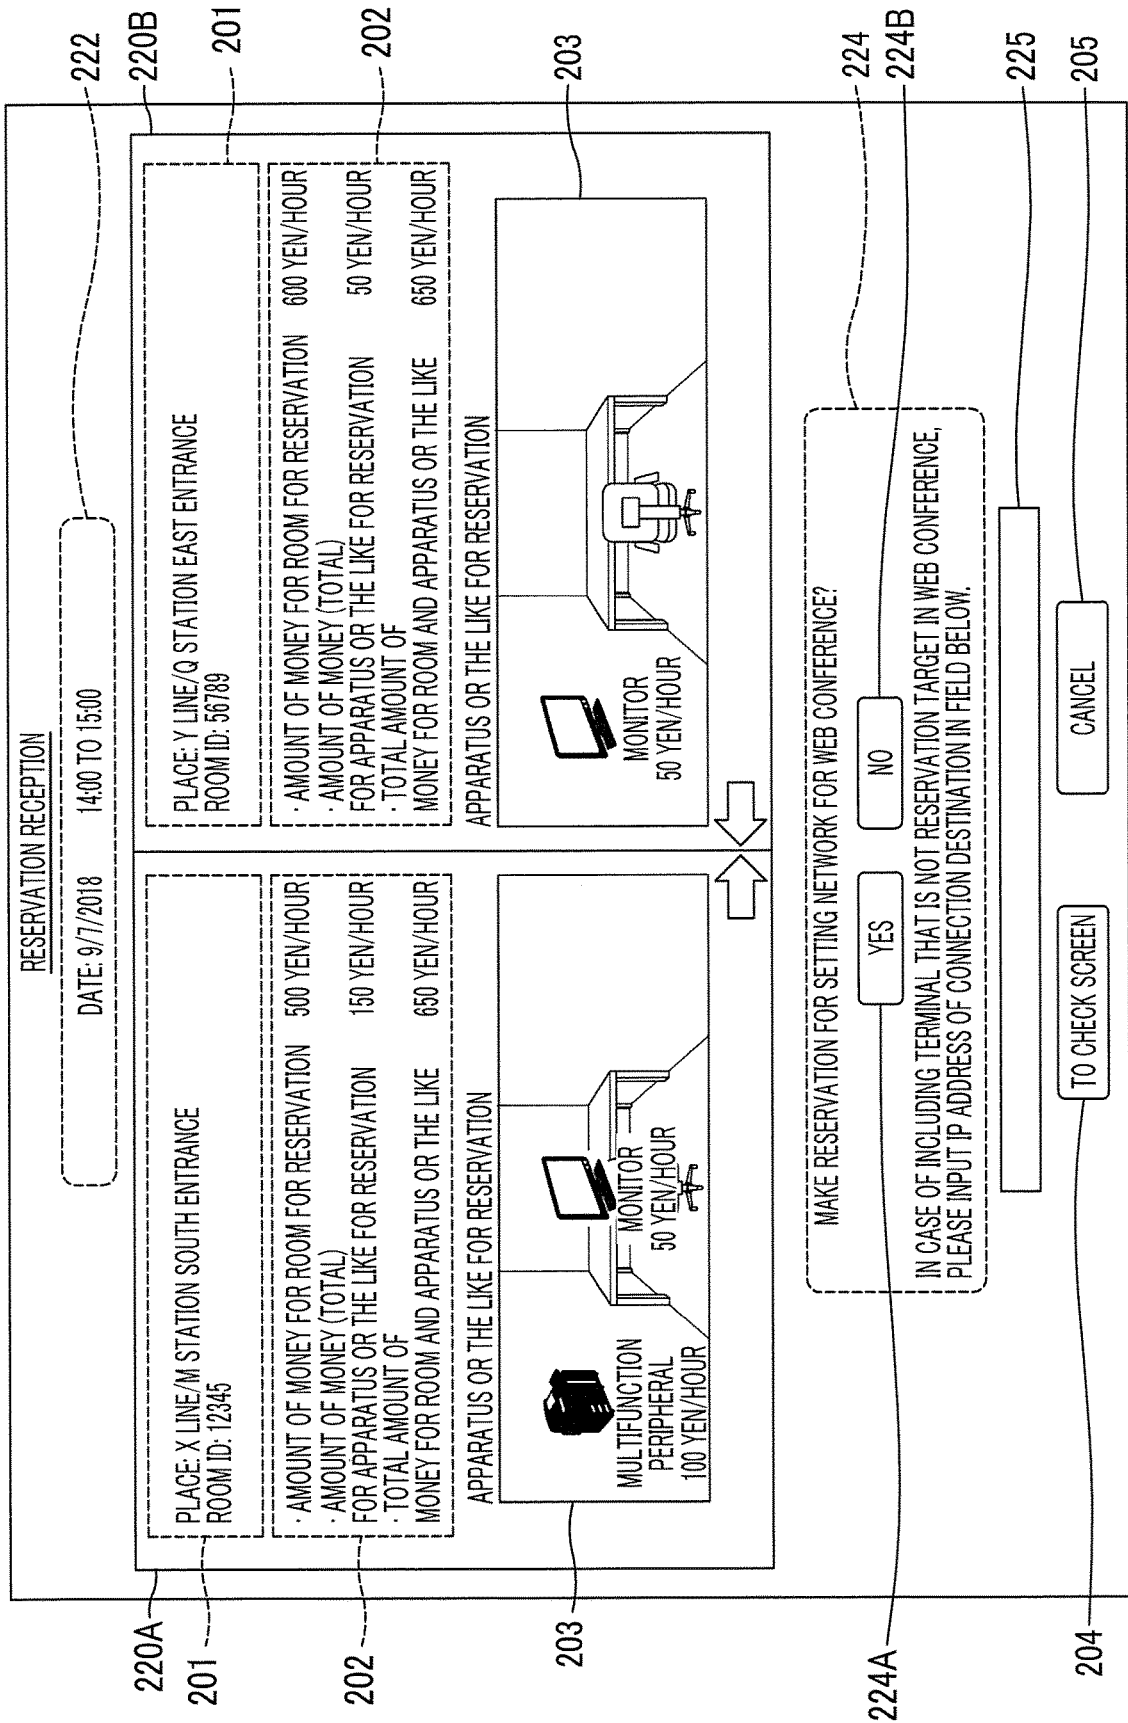 RESERVATION RECEPTION
222
DATE: 9/7/2018 14:00 TO 15:00
220A
220B
201
PLACE: X LINE/M STATION SOUTH ENTRANCE
ROOM ID: 12345
202
· AMOUNT OF MONEY FOR ROOM FOR RESERVATION 500 YEN/HOUR
· AMOUNT OF MONEY (TOTAL)
FOR APPARATUS OR THE LIKE FOR RESERVATION 150 YEN/HOUR
· TOTAL AMOUNT OF
MONEY FOR ROOM AND APPARATUS OR THE LIKE 650 YEN/HOUR
APPARATUS OR THE LIKE FOR RESERVATION
203
MULTIFUNCTION
PERIPHERAL
100 YEN/HOUR
MONITOR
50 YEN/HOUR
201
PLACE: Y LINE/Q STATION EAST ENTRANCE
ROOM ID: 56789
202
· AMOUNT OF MONEY FOR ROOM FOR RESERVATION 600 YEN/HOUR
· AMOUNT OF MONEY (TOTAL)
FOR APPARATUS OR THE LIKE FOR RESERVATION 50 YEN/HOUR
· TOTAL AMOUNT OF
MONEY FOR ROOM AND APPARATUS OR THE LIKE 650 YEN/HOUR
APPARATUS OR THE LIKE FOR RESERVATION
203
MONITOR
50 YEN/HOUR
224
MAKE RESERVATION FOR SETTING NETWORK FOR WEB CONFERENCE?
224A
YES
NO
224B
IN CASE OF INCLUDING TERMINAL THAT IS NOT RESERVATION TARGET IN WEB CONFERENCE,
PLEASE INPUT IP ADDRESS OF CONNECTION DESTINATION IN FIELD BELOW.
225
204
TO CHECK SCREEN
CANCEL
205